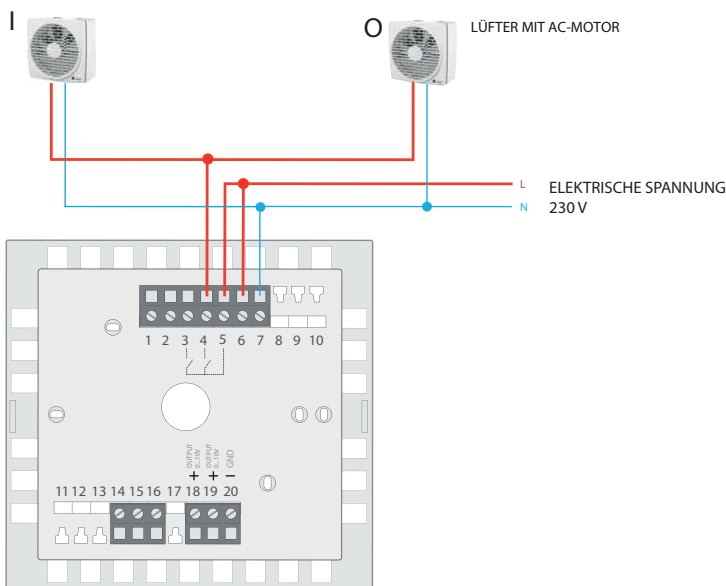 I
O LÜFTER MIT AC-MOTOR
L ELEKTRISCHE SPANNUNG
N 230 V
1 2 3 4 5 6 7 8 9 10
OUTPUT
0...10V
OUTPUT
0...10V
GND
+ + −
11 12 13 14 15 16 17 18 19 20